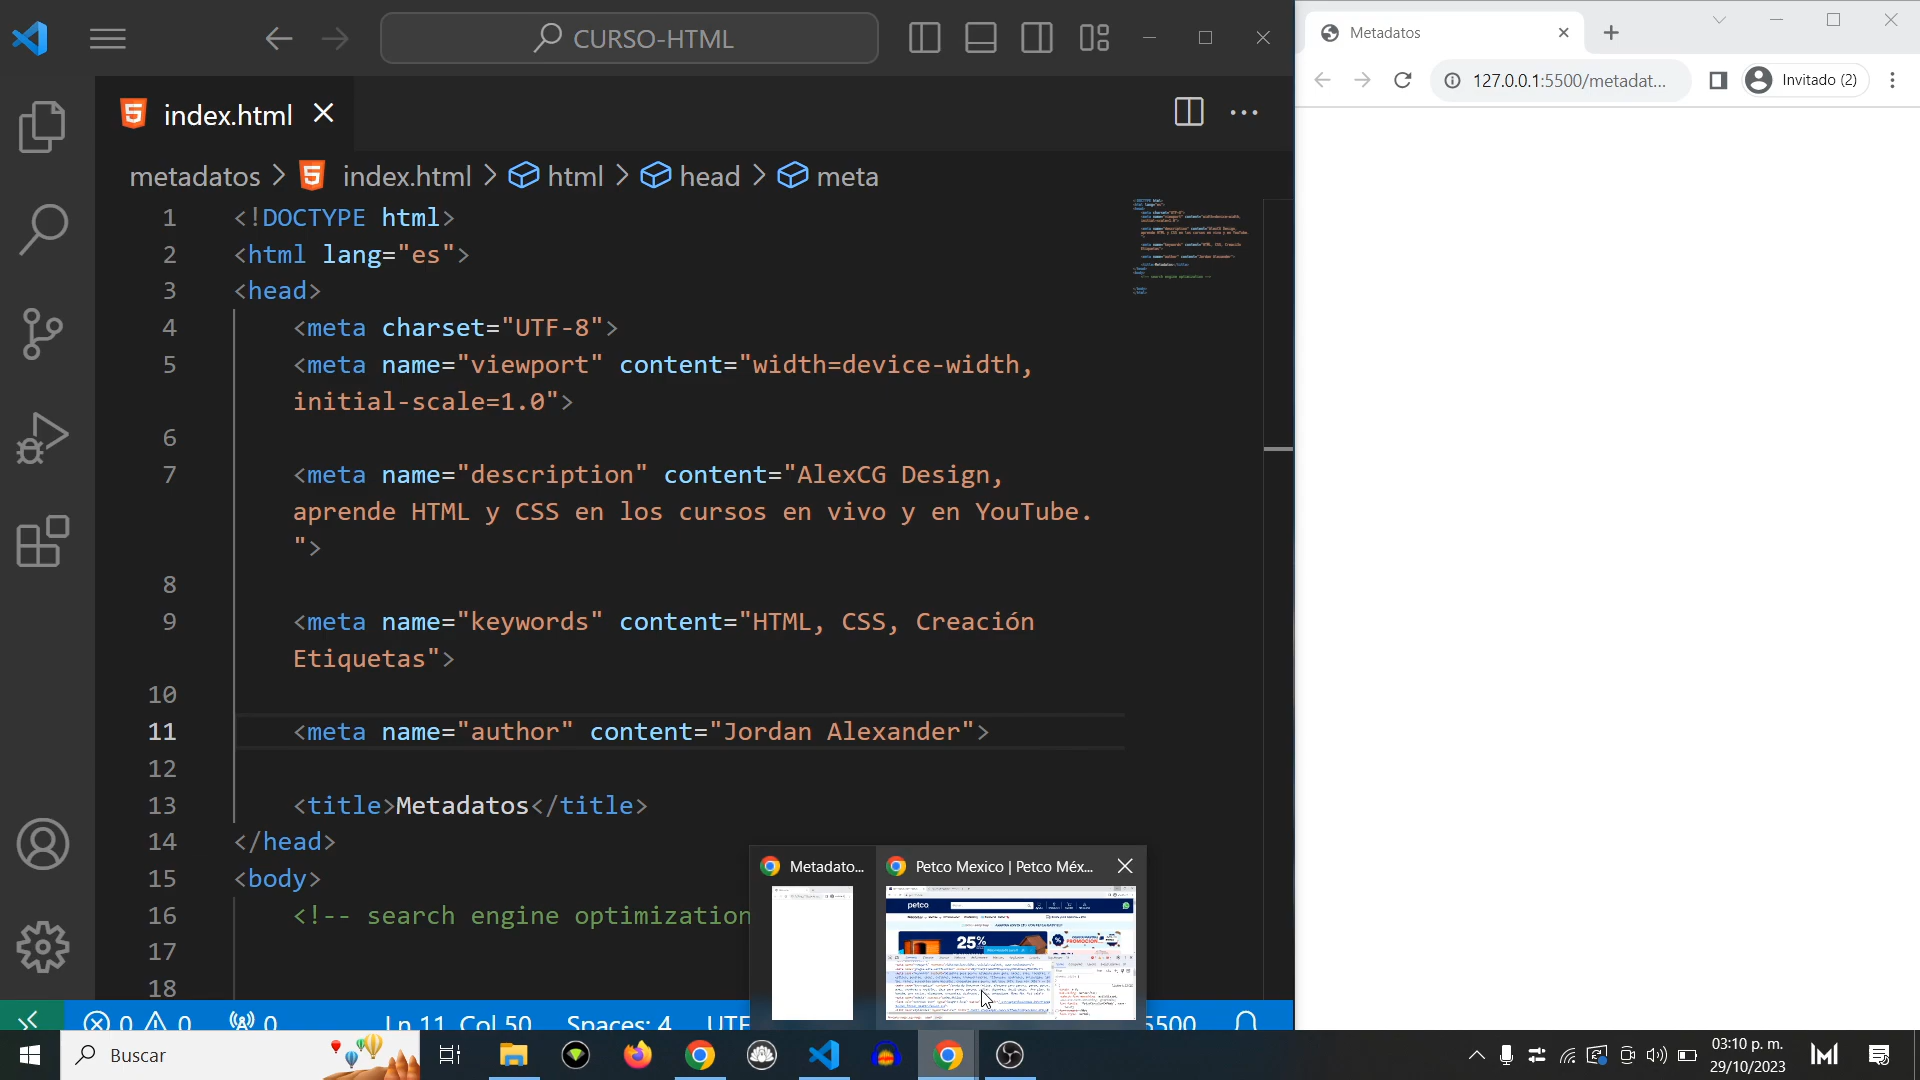 CURSO-HTML
Metadatos
127.0.0.1:5500/metadat...
Invitado (2)
index.html
metadatos > index.html > html > head > meta
1 <!DOCTYPE html>
2 <html lang="es">
3 <head>
4 <meta charset="UTF-8">
5 <meta name="viewport" content="width=device-width,
initial-scale=1.0">
6
7 <meta name="description" content="AlexCG Design,
aprende HTML y CSS en los cursos en vivo y en YouTube.
">
8
9 <meta name="keywords" content="HTML, CSS, Creación
Etiquetas">
10
11 <meta name="author" content="Jordan Alexander">
12
13 <title>Metadatos</title>
14 </head>
15 <body>
16 <!-- search engine optimization
17
18
Metadato...
Petco Mexico | Petco Méx...
petco
25%
0 0 0
Ln 11, Col 50
Spaces: 4
UTF
5500
Buscar
03:10 p. m.
29/10/2023